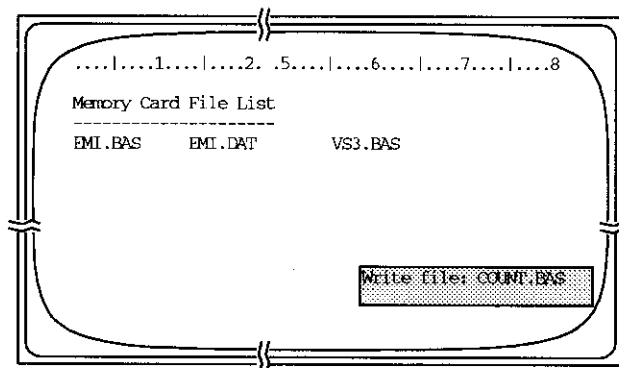 ....|....1....|....2. .5....|....6....|....7....|....8
Memory Card File List
---------------------
EMI.BAS EMI.DAT VS3.BAS
Write file: COUNT.BAS